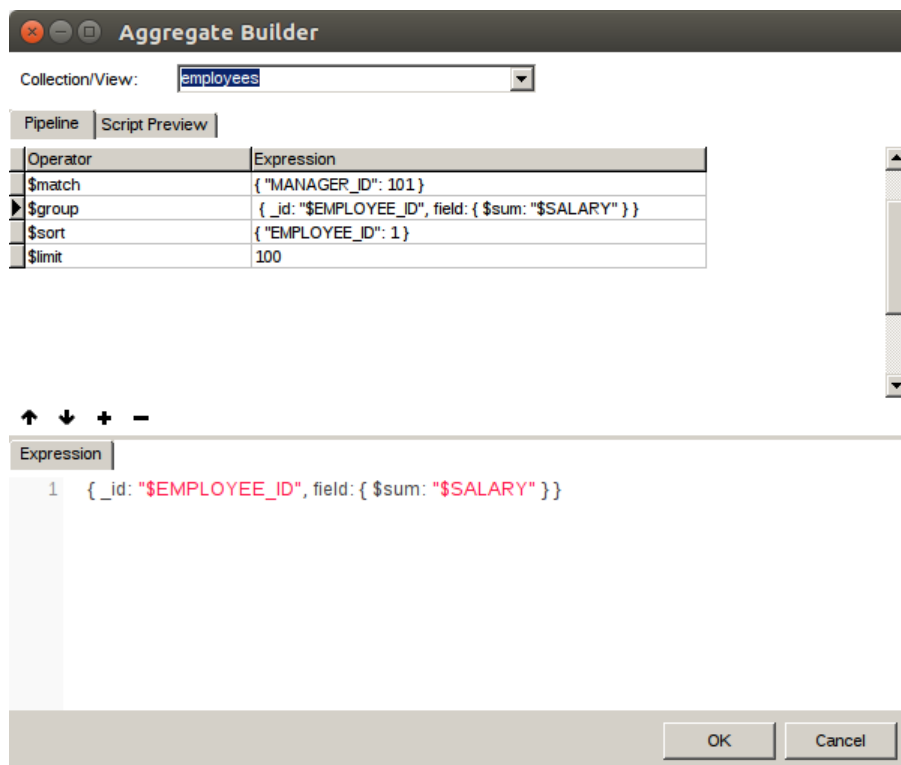 Aggregate Builder
Collection/View: employees
Pipeline Script Preview
Operator Expression
$match { "MANAGER_ID": 101 }
$group { _id: "$EMPLOYEE_ID", field: { $sum: "$SALARY" } }
$sort { "EMPLOYEE_ID": 1 }
$limit 100
Expression
1 { _id: "$EMPLOYEE_ID", field: { $sum: "$SALARY" } }
OK Cancel